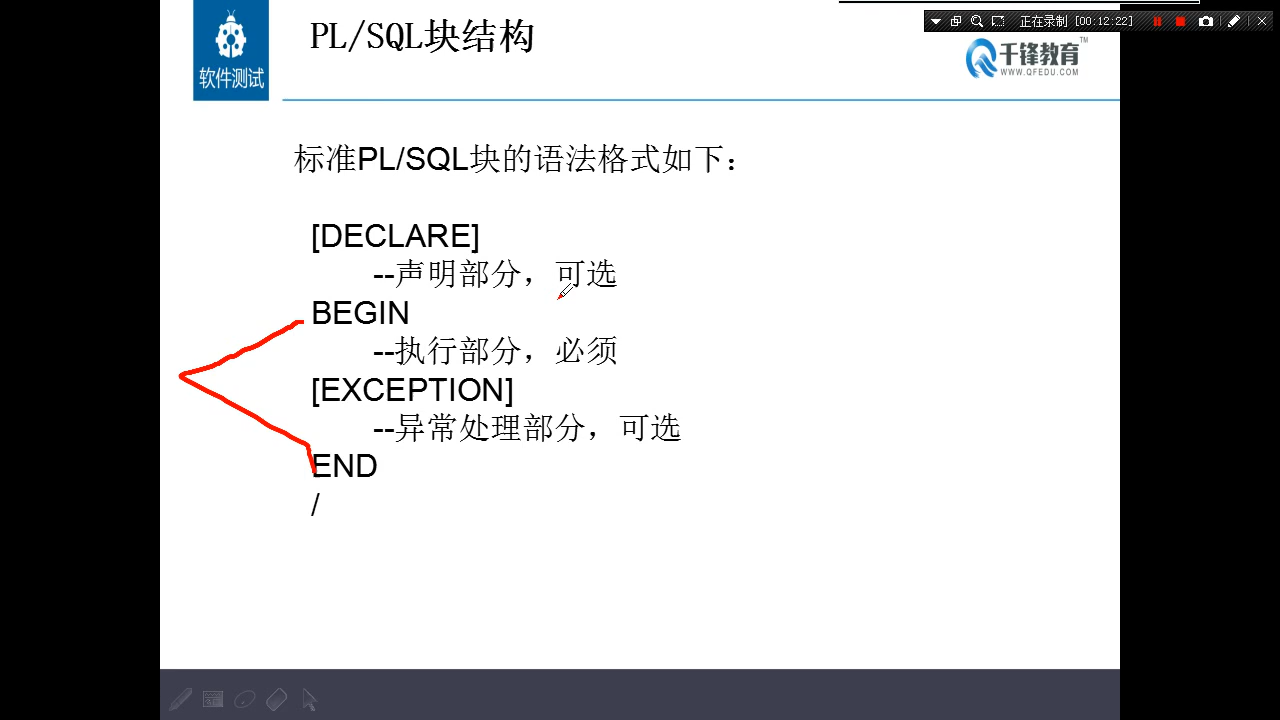 PL/SQL块结构
正在录制 [00:12:22]
软件测试
千锋教育 TM
WWW.QFEDU.COM
标准PL/SQL块的语法格式如下：
[DECLARE]
--声明部分，可选
BEGIN
--执行部分，必须
[EXCEPTION]
--异常处理部分，可选
END
/